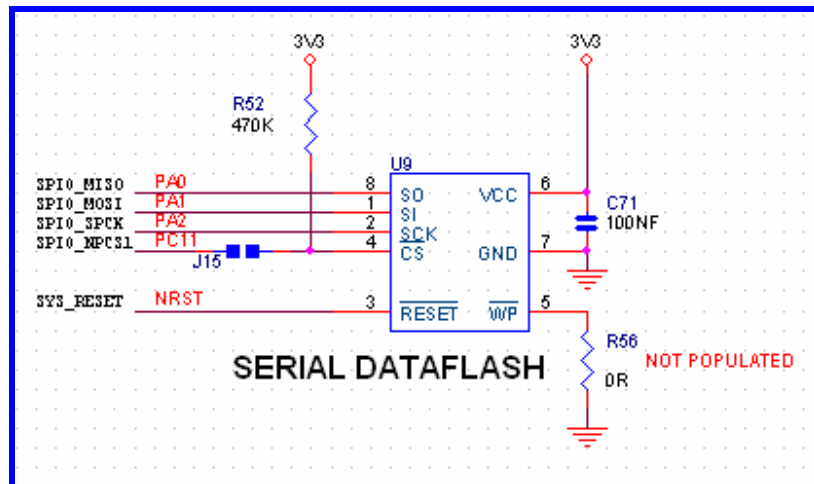 3V3
3V3
R52
470K
U9
SPI0_MISO PA0 8 SO VCC 6
SPI0_MOSI PA1 1 SI
SPI0_SPCK PA2 2 SCK
SPI0_NPCS1 PC11 4 CS GND 7
C71
100NF
J15
SYS_RESET NRST 3 RESET WP 5
R56
NOT POPULATED
0R
SERIAL DATAFLASH